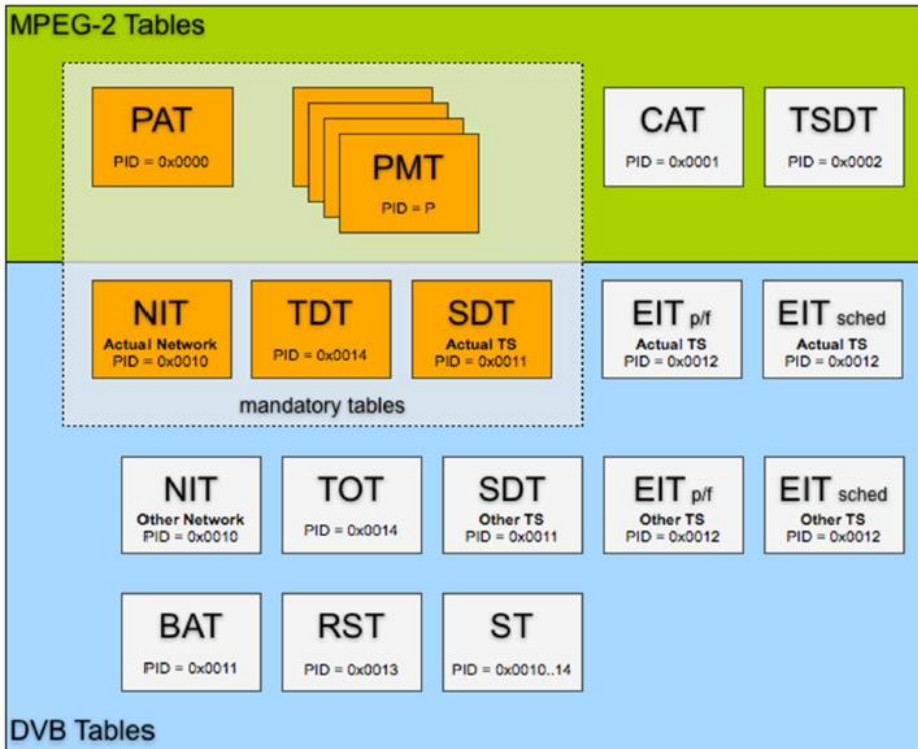 MPEG-2 Tables
PAT
PID = 0x0000
PMT
PID = P
CAT
PID = 0x0001
TSDT
PID = 0x0002
NIT
Actual Network
PID = 0x0010
TDT
PID = 0x0014
SDT
Actual TS
PID = 0x0011
EIT p/f
Actual TS
PID = 0x0012
EIT sched
Actual TS
PID = 0x0012
mandatory tables
NIT
Other Network
PID = 0x0010
TOT
PID = 0x0014
SDT
Other TS
PID = 0x0011
EIT p/f
Other TS
PID = 0x0012
EIT sched
Other TS
PID = 0x0012
BAT
PID = 0x0011
RST
PID = 0x0013
ST
PID = 0x0010..14
DVB Tables